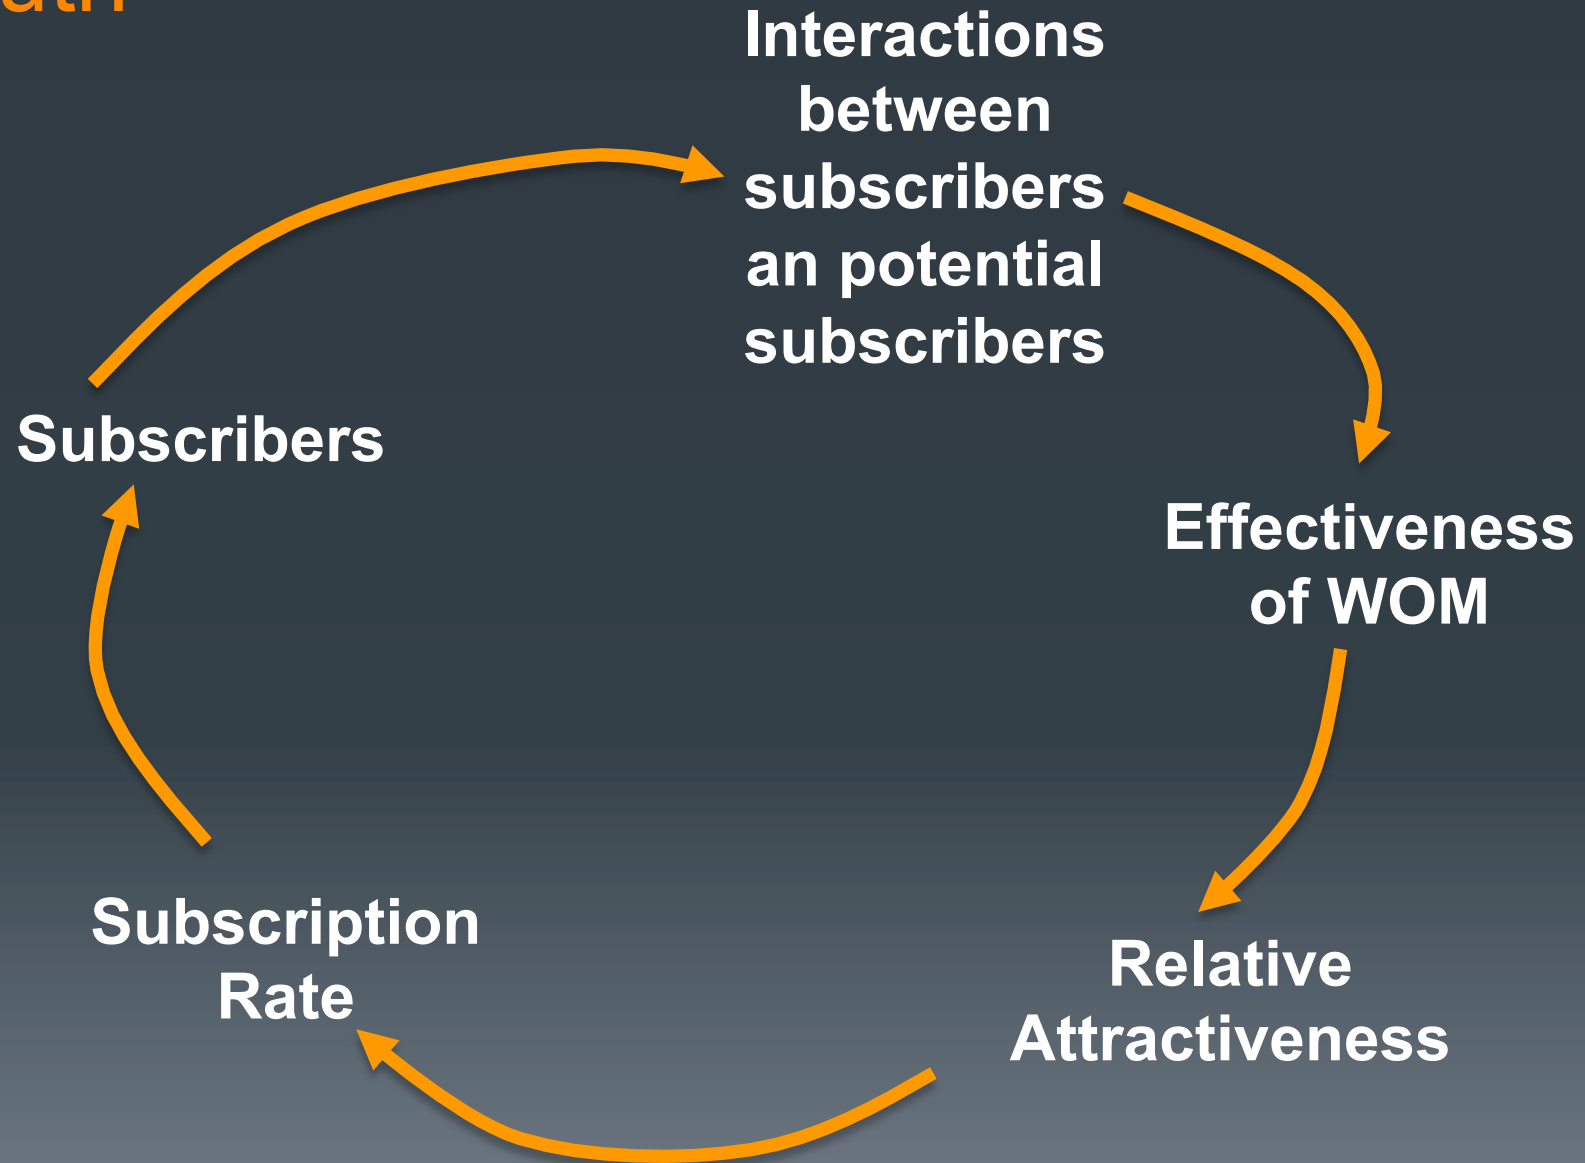 Interactions
between
subscribers
an potential
subscribers
Subscribers
Effectiveness
of WOM
Subscription
Rate
Relative
Attractiveness